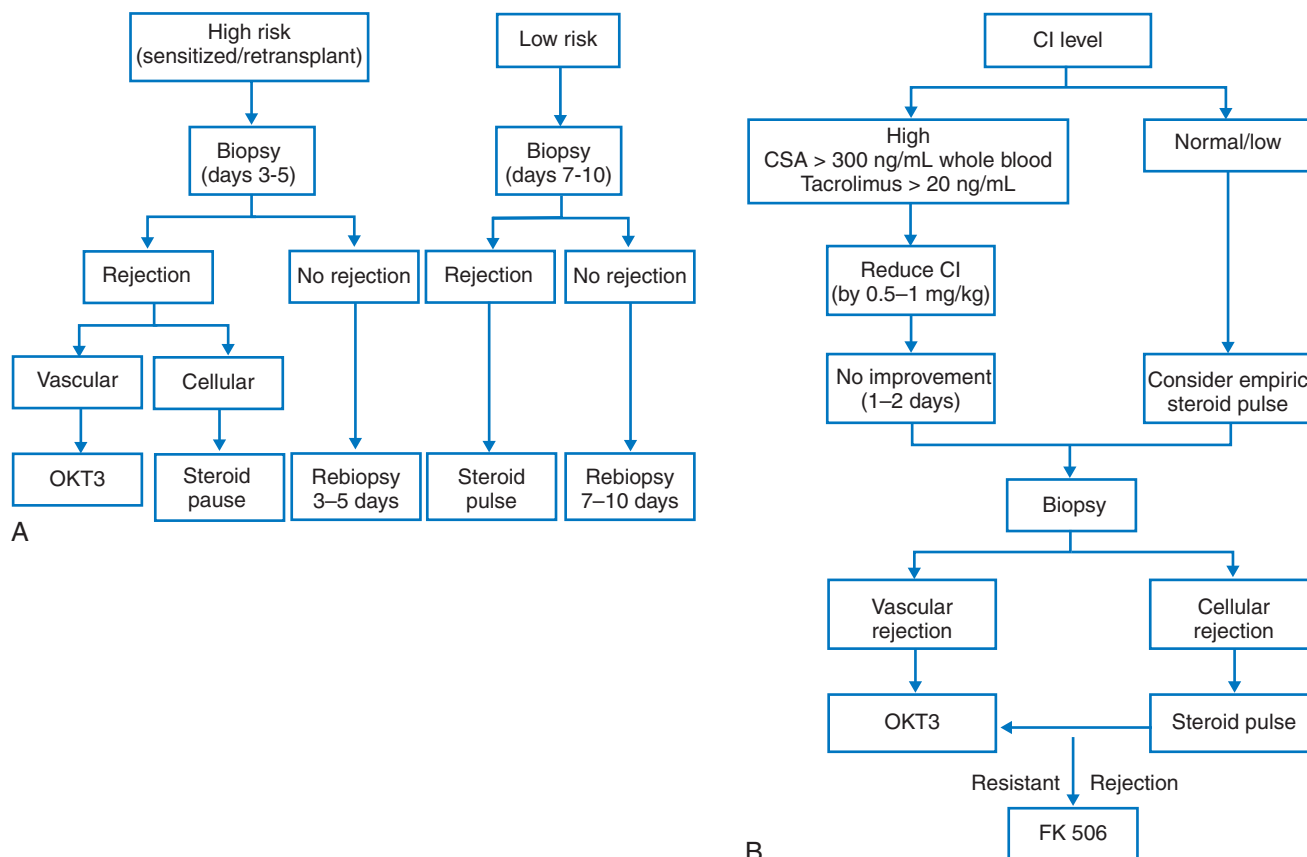 High risk
(sensitized/retransplant)
Low risk
Biopsy
(days 3-5)
Biopsy
(days 7-10)
Rejection
No rejection
Rejection
No rejection
Vascular
Cellular
OKT3
Steroid
pause
Rebiopsy
3–5 days
Steroid
pulse
Rebiopsy
7–10 days
A
CI level
High
CSA > 300 ng/mL whole blood
Tacrolimus > 20 ng/mL
Normal/low
Reduce CI
(by 0.5–1 mg/kg)
No improvement
(1–2 days)
Consider empiric
steroid pulse
Biopsy
Vascular
rejection
Cellular
rejection
OKT3
Steroid pulse
Resistant Rejection
FK 506
B